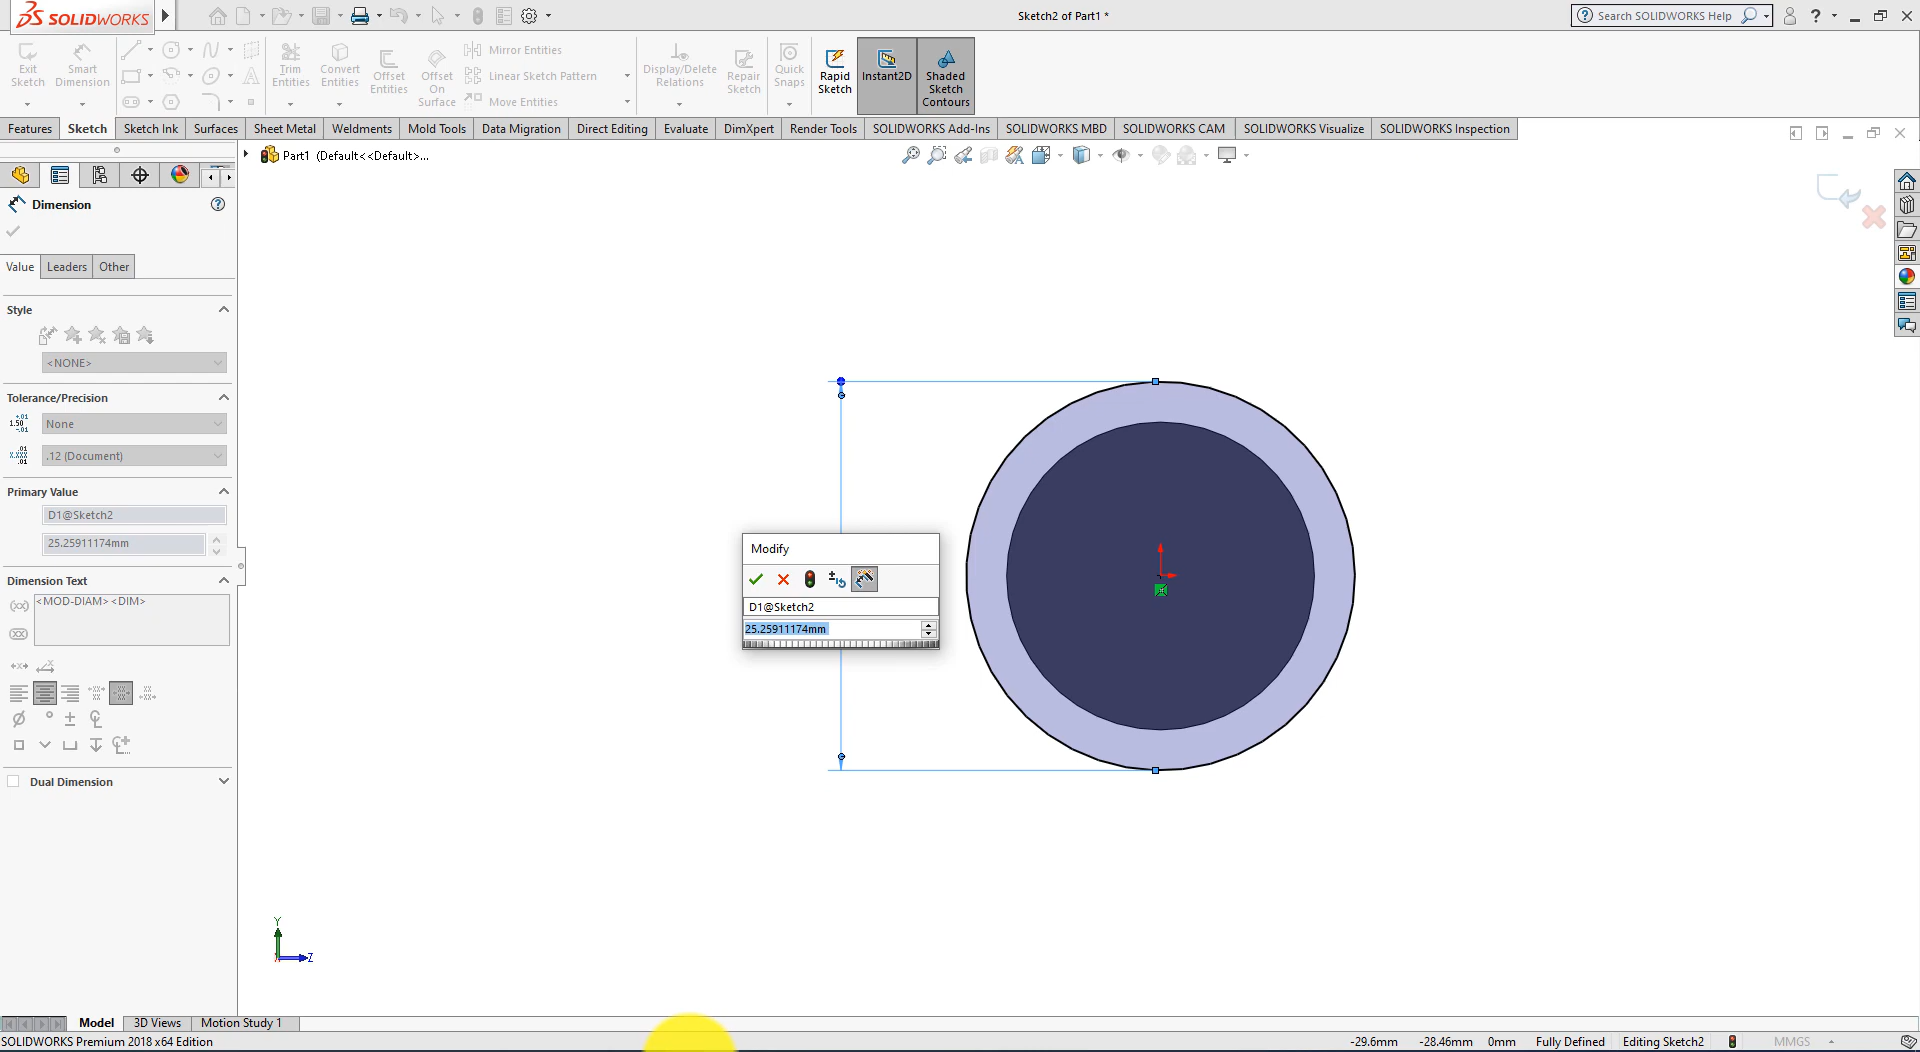 SOLIDWORKS
Sketch2 of Part1 *
Search SOLIDWORKS Help
Exit Sketch
Smart Dimension
Trim Entities
Convert Entities
Offset Entities
Offset On Surface
Mirror Entities
Linear Sketch Pattern
Move Entities
Display/Delete Relations
Repair Sketch
Quick Snaps
Rapid Sketch
Instant2D
Shaded Sketch Contours
Features
Sketch
Sketch Ink
Surfaces
Sheet Metal
Weldments
Mold Tools
Data Migration
Direct Editing
Evaluate
DimXpert
Render Tools
SOLIDWORKS Add-Ins
SOLIDWORKS MBD
SOLIDWORKS CAM
SOLIDWORKS Visualize
SOLIDWORKS Inspection
Part1 (Default<<Default>...
Dimension
Value
Leaders
Other
Style
<NONE>
Tolerance/Precision
None
.12 (Document)
Primary Value
D1@Sketch2
25.25911174mm
Dimension Text
<MOD-DIAM><DIM>
Dual Dimension
Modify
D1@Sketch2
25.25911174mm
Y
Z
Model
3D Views
Motion Study 1
SOLIDWORKS Premium 2018 x64 Edition
-29.6mm
-28.46mm
0mm
Fully Defined
Editing Sketch2
MMGS